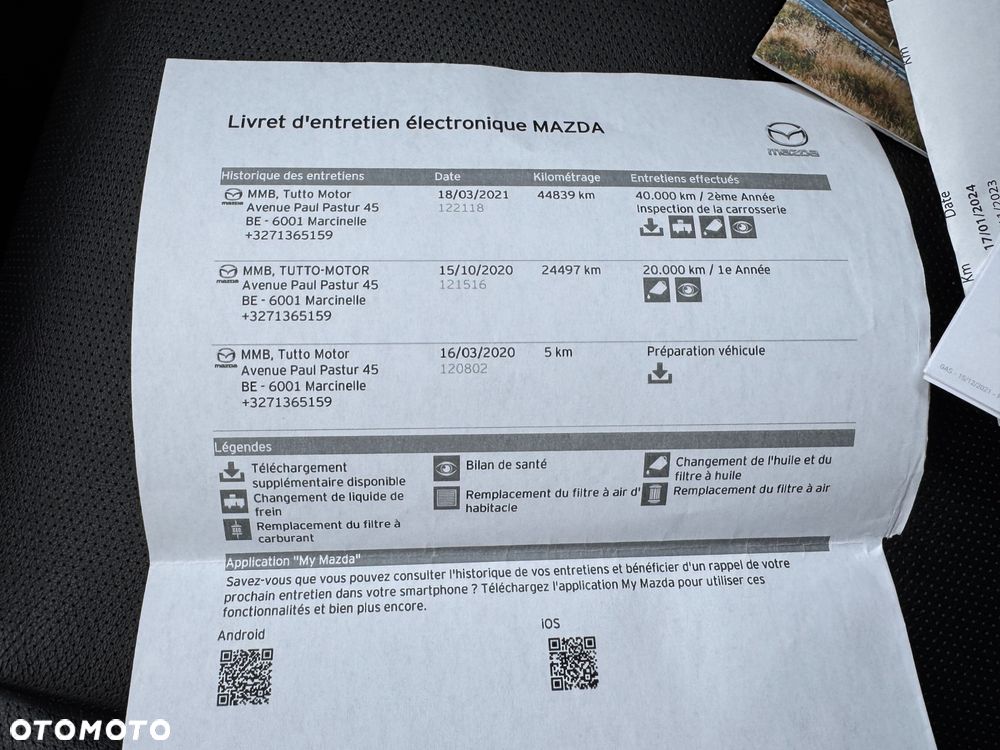 Livret d'entretien électronique MAZDA
mazda
Historique des entretiens Date Kilométrage Entretiens effectués
mazda MMB, Tutto Motor 18/03/2021 44839 km 40.000 km / 2ème Année
Avenue Paul Pastur 45 122118 Inspection de la carrosserie
BE - 6001 Marcinelle
+3271365159
mazda MMB, TUTTO-MOTOR 15/10/2020 24497 km 20.000 km / 1e Année
Avenue Paul Pastur 45 121516
BE - 6001 Marcinelle
+3271365159
mazda MMB, Tutto Motor 16/03/2020 5 km Préparation véhicule
Avenue Paul Pastur 45 120802
BE - 6001 Marcinelle
+3271365159
Légendes
Téléchargement
supplémentaire disponible
Changement de liquide de
frein
Remplacement du filtre à
carburant
Bilan de santé
Remplacement du filtre à air d'
habitacle
Changement de l'huile et du
filtre à huile
Remplacement du filtre à air
Application "My Mazda"
Savez-vous que vous pouvez consulter l'historique de vos entretiens et bénéficier d'un rappel de votre
prochain entretien dans votre smartphone ? Téléchargez l'application My Mazda pour utiliser ces
fonctionnalités et bien plus encore.
Android
iOS
Km
Date
Km
17/01/2024
GAS - 15/12/2021
OTOMOTO